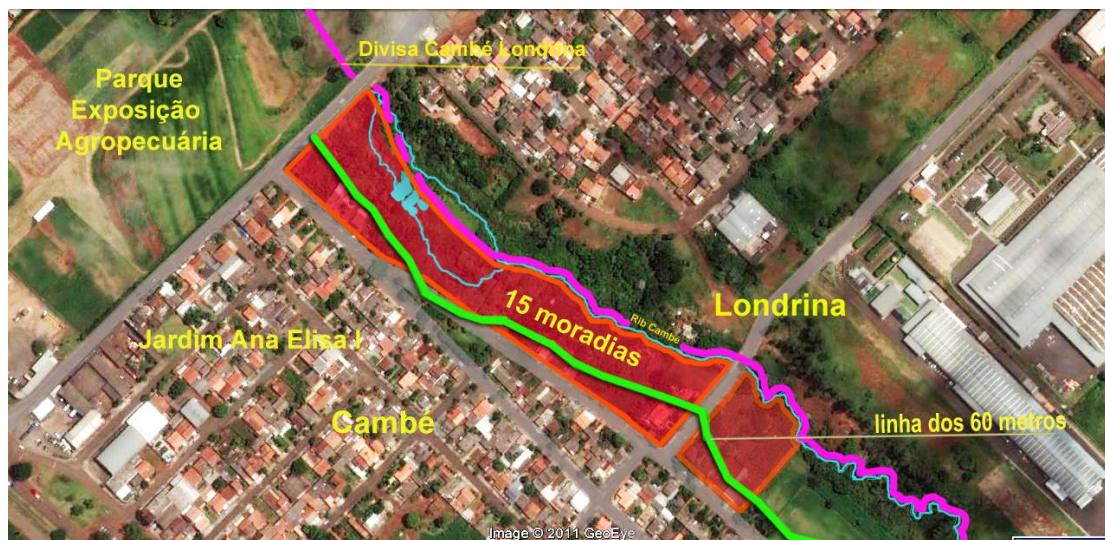 Divisa Cambé Londrina
Parque
Exposição
Agropecuária
15 moradias
Rib Cambé
Londrina
Jardim Ana Elisa I
Cambé
linha dos 60 metros
Image © 2011 GeoEye